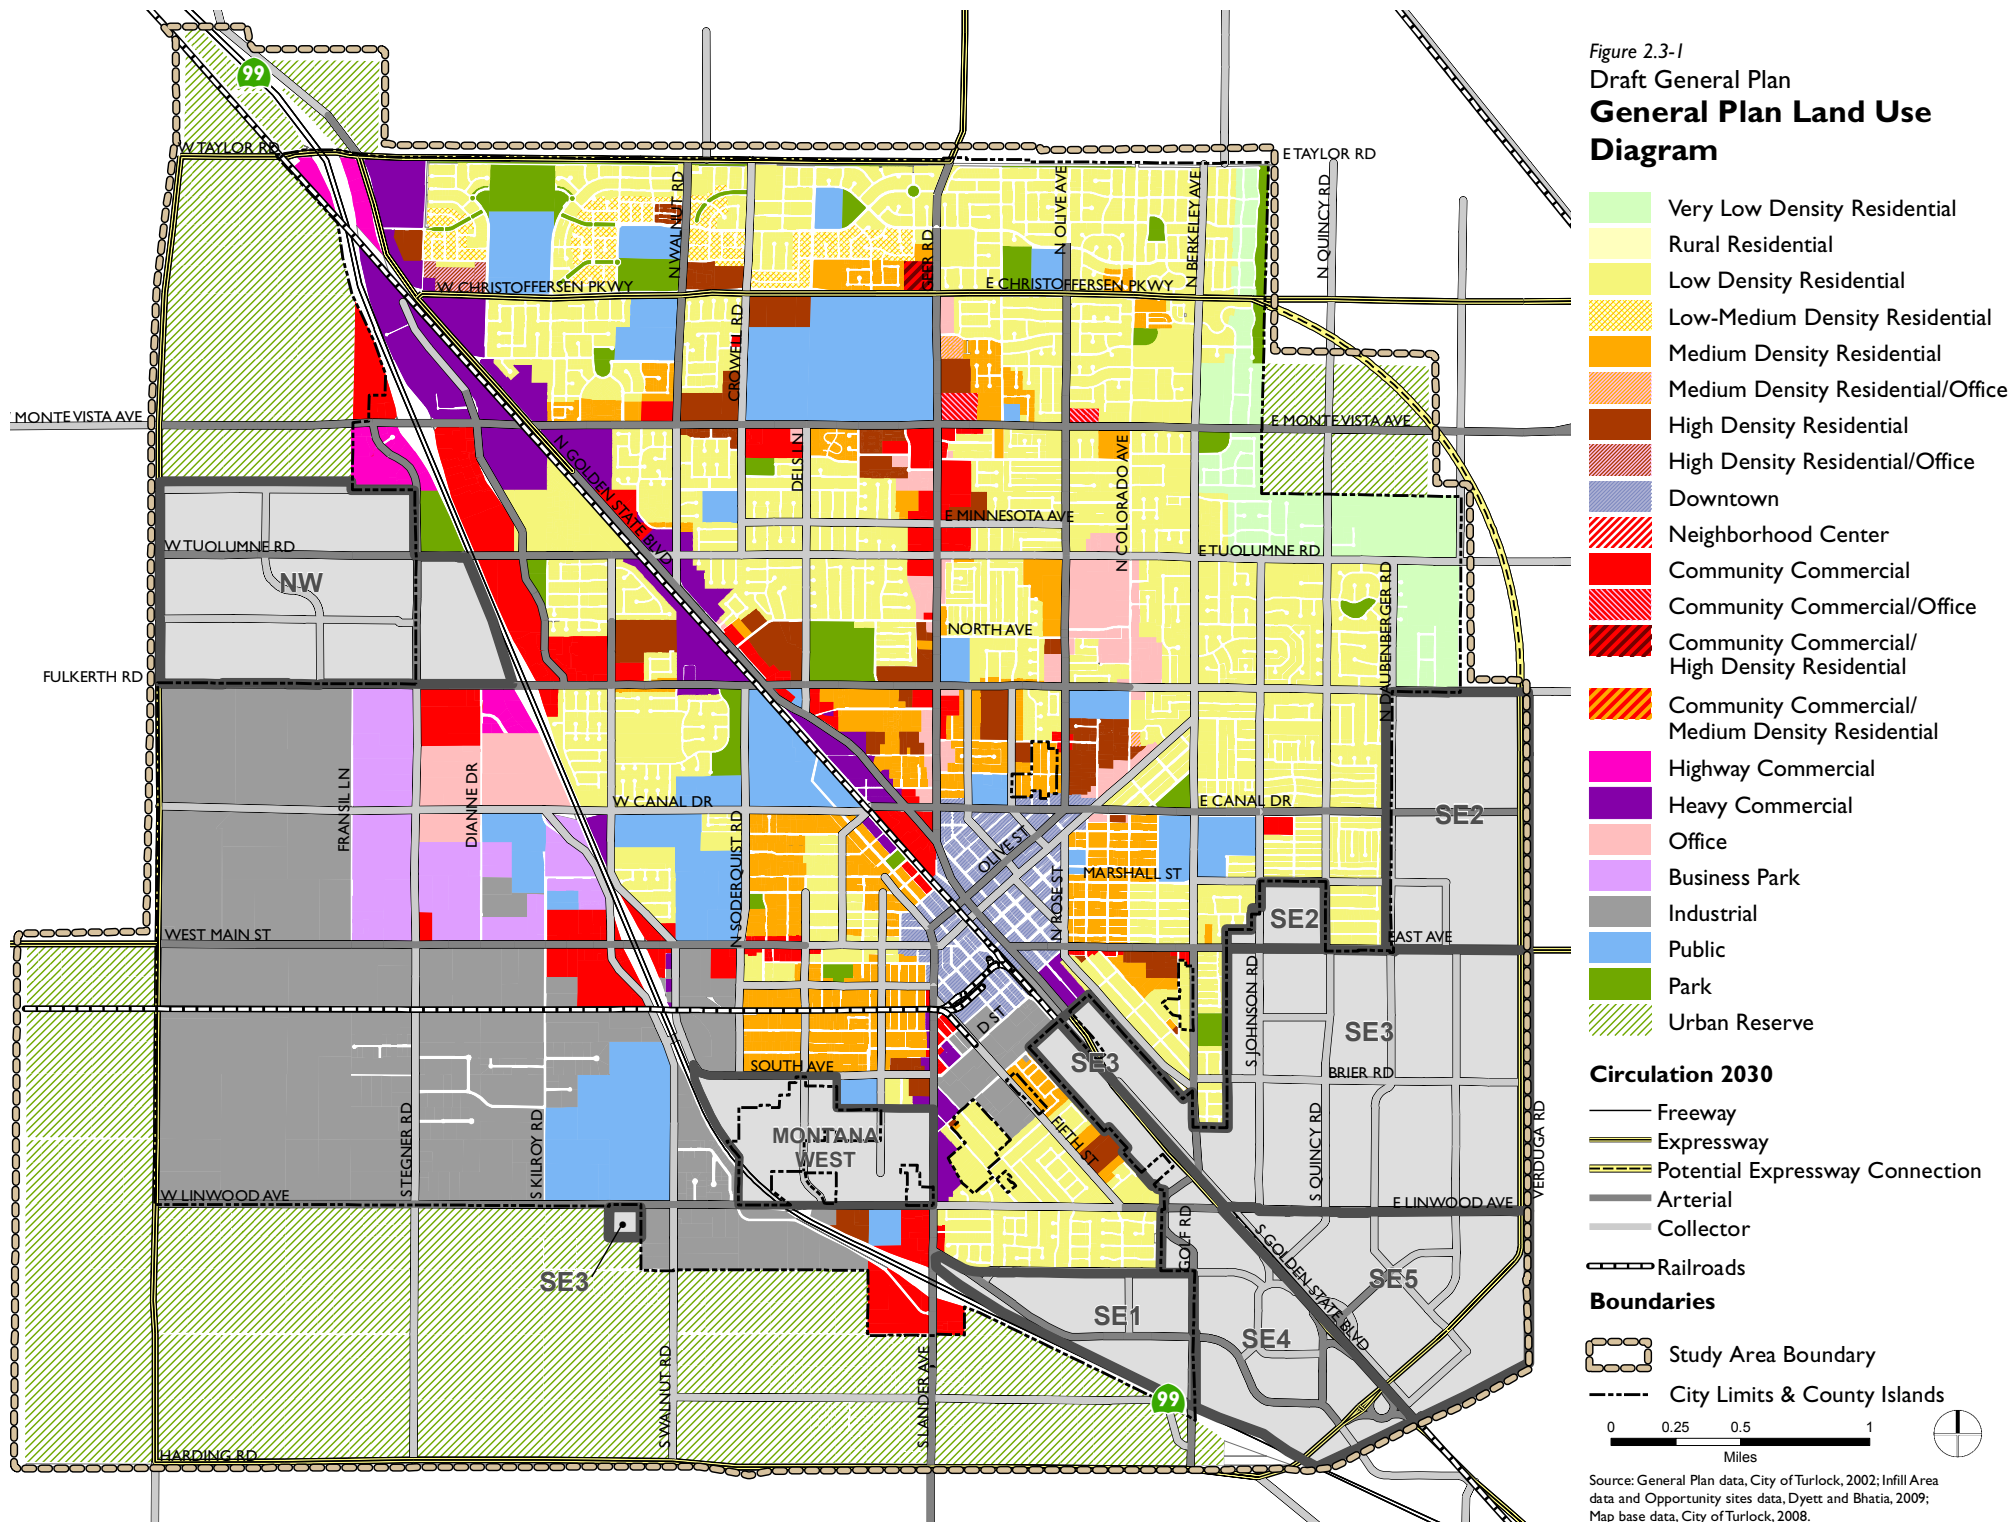 Figure 2.3-1
Draft General Plan
General Plan Land Use
Diagram
Very Low Density Residential
Rural Residential
Low Density Residential
Low-Medium Density Residential
Medium Density Residential
Medium Density Residential/Office
High Density Residential
High Density Residential/Office
Downtown
Neighborhood Center
Community Commercial
Community Commercial/Office
Community Commercial/
High Density Residential
Community Commercial/
Medium Density Residential
Highway Commercial
Heavy Commercial
Office
Business Park
Industrial
Public
Park
Urban Reserve
Circulation 2030
Freeway
Expressway
Potential Expressway Connection
Arterial
Collector
Railroads
Boundaries
Study Area Boundary
City Limits & County Islands
0 0.25 0.5 1
Miles
Source: General Plan data, City of Turlock, 2002; Infill Area
data and Opportunity sites data, Dyett and Bhatia, 2009;
Map base data, City of Turlock, 2008.
99
W TAYLOR RD
E TAYLOR RD
N WALNUT RD
N OLIVE AVE
N BERKELEY AVE
N QUINCY RD
W CHRISTOFFERSEN PKWY
E CHRISTOFFERSEN PKWY
CROWELL RD
MONTE VISTA AVE
E MONTE VISTA AVE
N GOLDEN STATE BLVD
DELS LN
N COLORADO AVE
E MINNESOTA AVE
W TUOLUMNE RD
E TUOLUMNE RD
NW
NORTH AVE
N DAUBENBERGER RD
FULKERTH RD
FRANSIL LN
DIANNE DR
W CANAL DR
E CANAL DR
SE2
N SODERQUIST RD
OLIVE ST
MARSHALL ST
N ROSE ST
SE2
WEST MAIN ST
EAST AVE
S JOHNSON RD
D ST
SE3
SE3
SOUTH AVE
BRIER RD
S STEGNER RD
S KILROY RD
MONTANA
WEST
FIFTH ST
S QUINCY RD
VERDUGA RD
W LINWOOD AVE
E LINWOOD AVE
GOLF RD
S GOLDEN STATE BLVD
SE3
SE5
SE1
SE4
S WALNUT RD
S LANDER AVE
99
HARDING RD